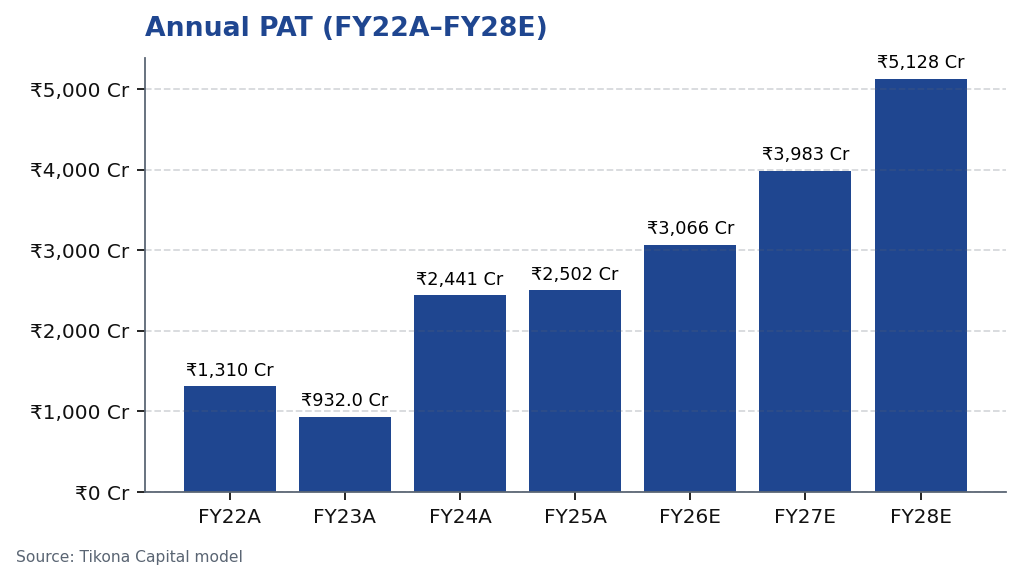 Annual PAT (FY22A–FY28E)
₹5,128 Cr
₹5,000 Cr
₹3,983 Cr
₹4,000 Cr
₹3,066 Cr
₹3,000 Cr
₹2,441 Cr
₹2,502 Cr
₹2,000 Cr
₹1,310 Cr
₹932.0 Cr
₹1,000 Cr
₹0 Cr
FY22A FY23A FY24A FY25A FY26E FY27E FY28E
Source: Tikona Capital model